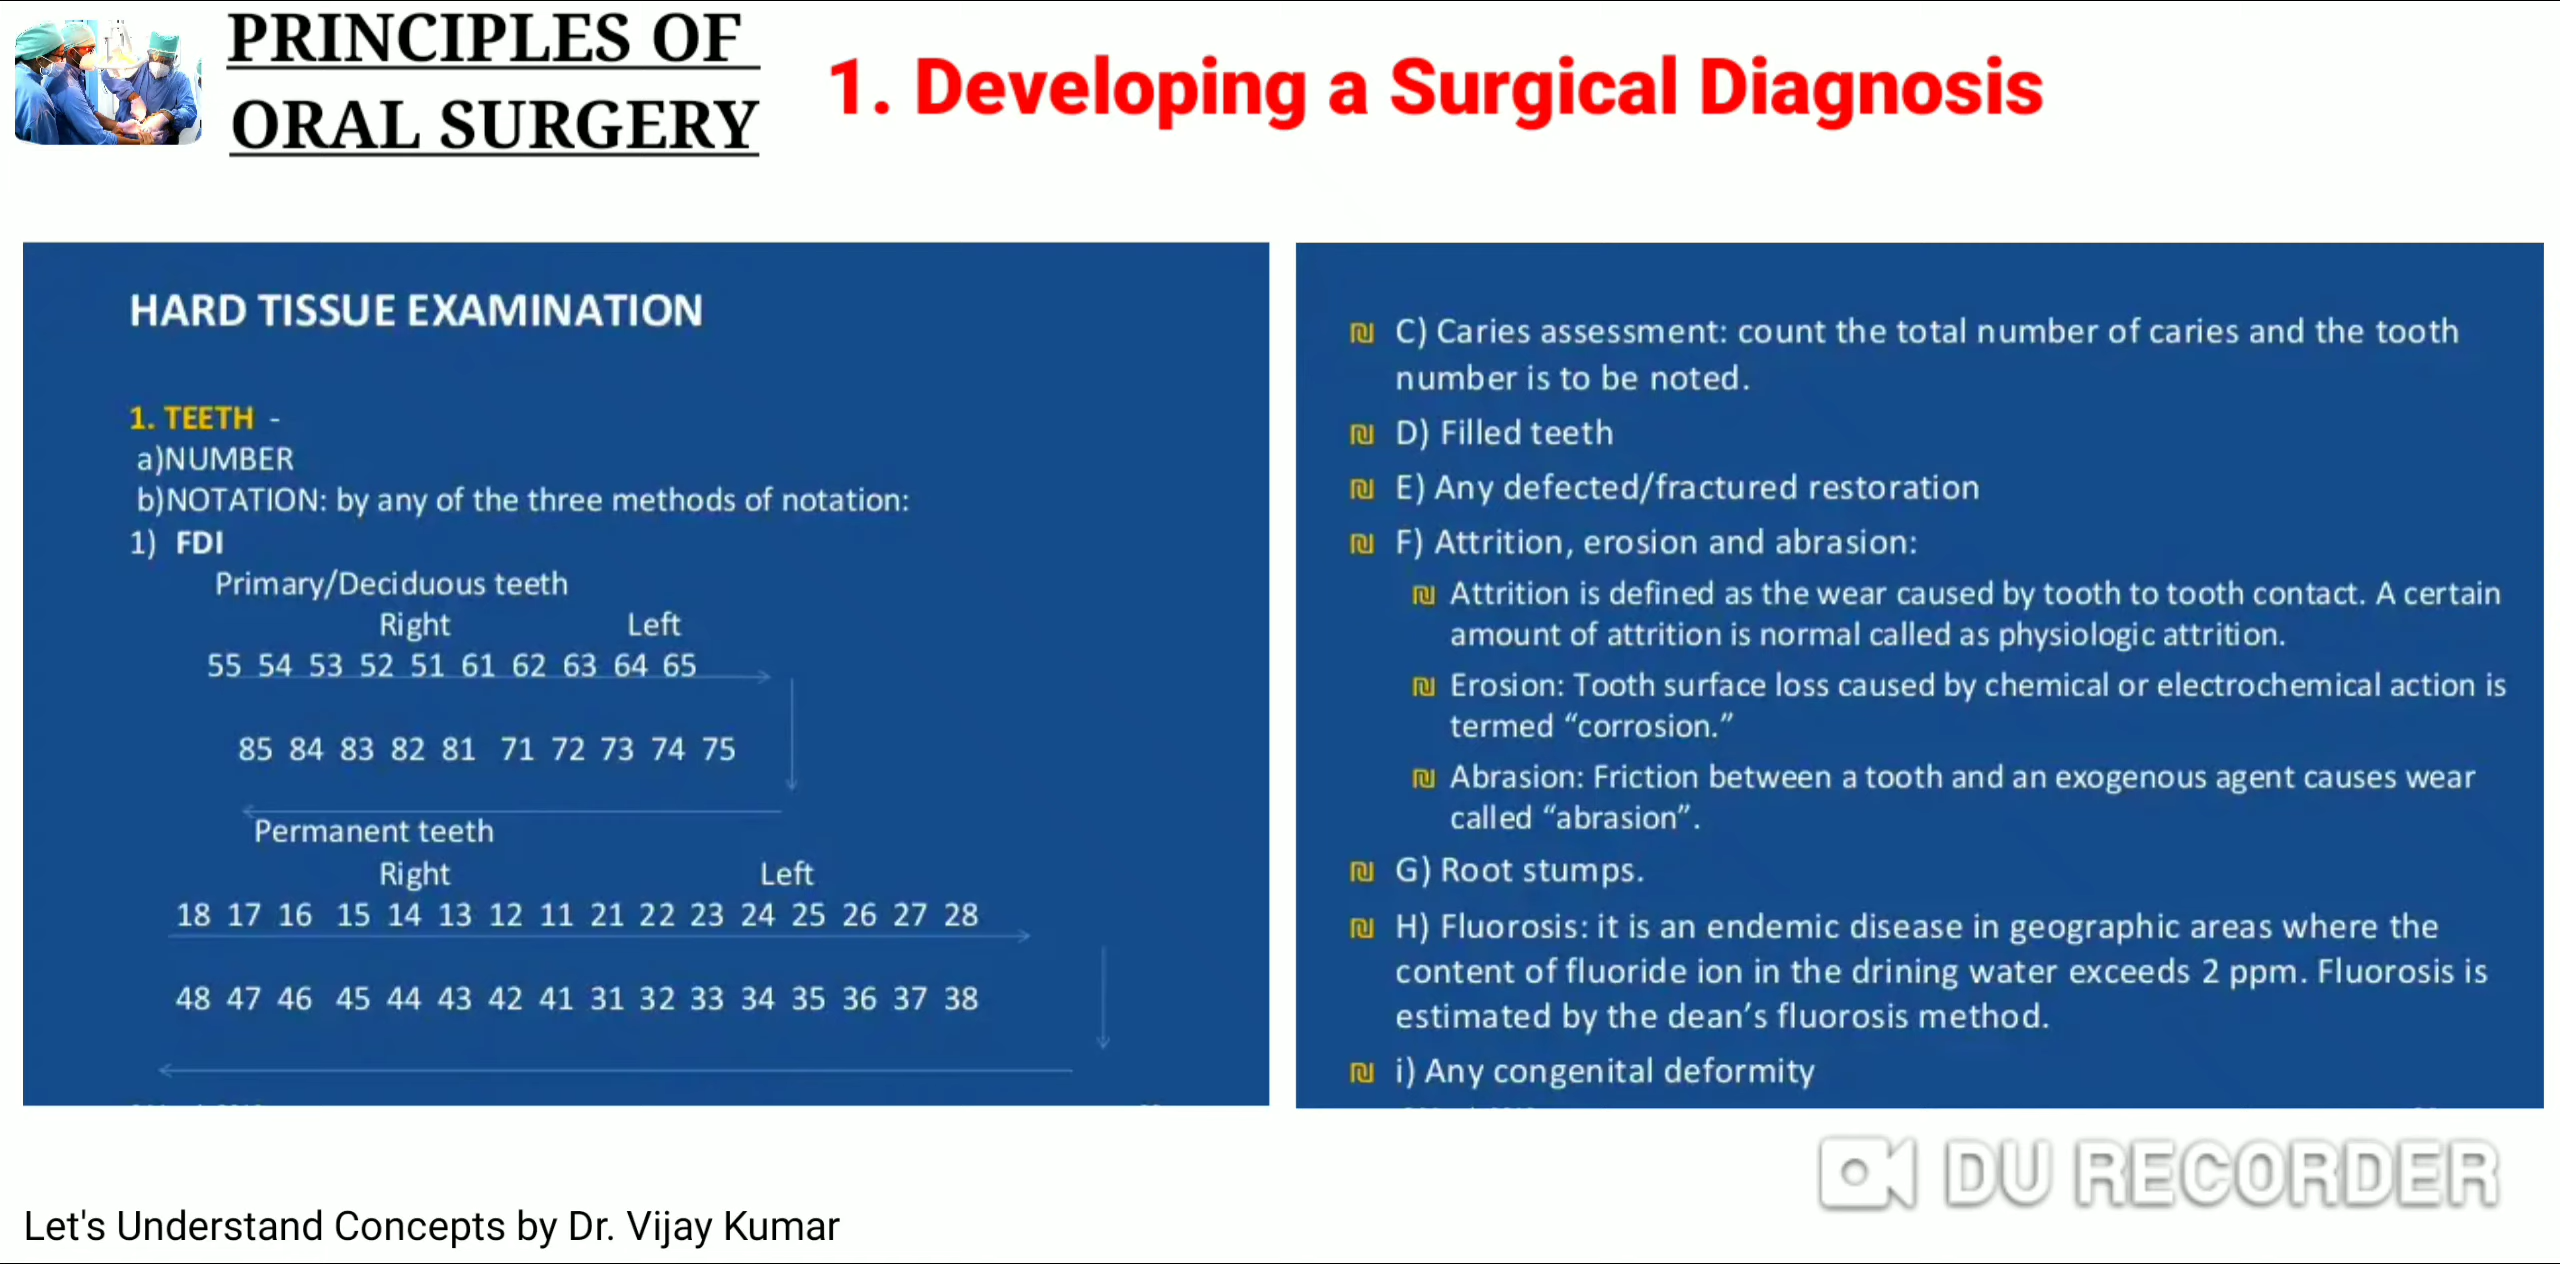 PRINCIPLES OF
ORAL SURGERY
1. Developing a Surgical Diagnosis
HARD TISSUE EXAMINATION
1. TEETH -
a)NUMBER
b)NOTATION: by any of the three methods of notation:
1) FDI
Primary/Deciduous teeth
Right Left
55 54 53 52 51 61 62 63 64 65
85 84 83 82 81 71 72 73 74 75
Permanent teeth
Right Left
18 17 16 15 14 13 12 11 21 22 23 24 25 26 27 28
48 47 46 45 44 43 42 41 31 32 33 34 35 36 37 38
C) Caries assessment: count the total number of caries and the tooth
number is to be noted.
D) Filled teeth
E) Any defected/fractured restoration
F) Attrition, erosion and abrasion:
Attrition is defined as the wear caused by tooth to tooth contact. A certain
amount of attrition is normal called as physiologic attrition.
Erosion: Tooth surface loss caused by chemical or electrochemical action is
termed “corrosion.”
Abrasion: Friction between a tooth and an exogenous agent causes wear
called “abrasion”.
G) Root stumps.
H) Fluorosis: it is an endemic disease in geographic areas where the
content of fluoride ion in the drining water exceeds 2 ppm. Fluorosis is
estimated by the dean’s fluorosis method.
i) Any congenital deformity
DU RECORDER
Let's Understand Concepts by Dr. Vijay Kumar